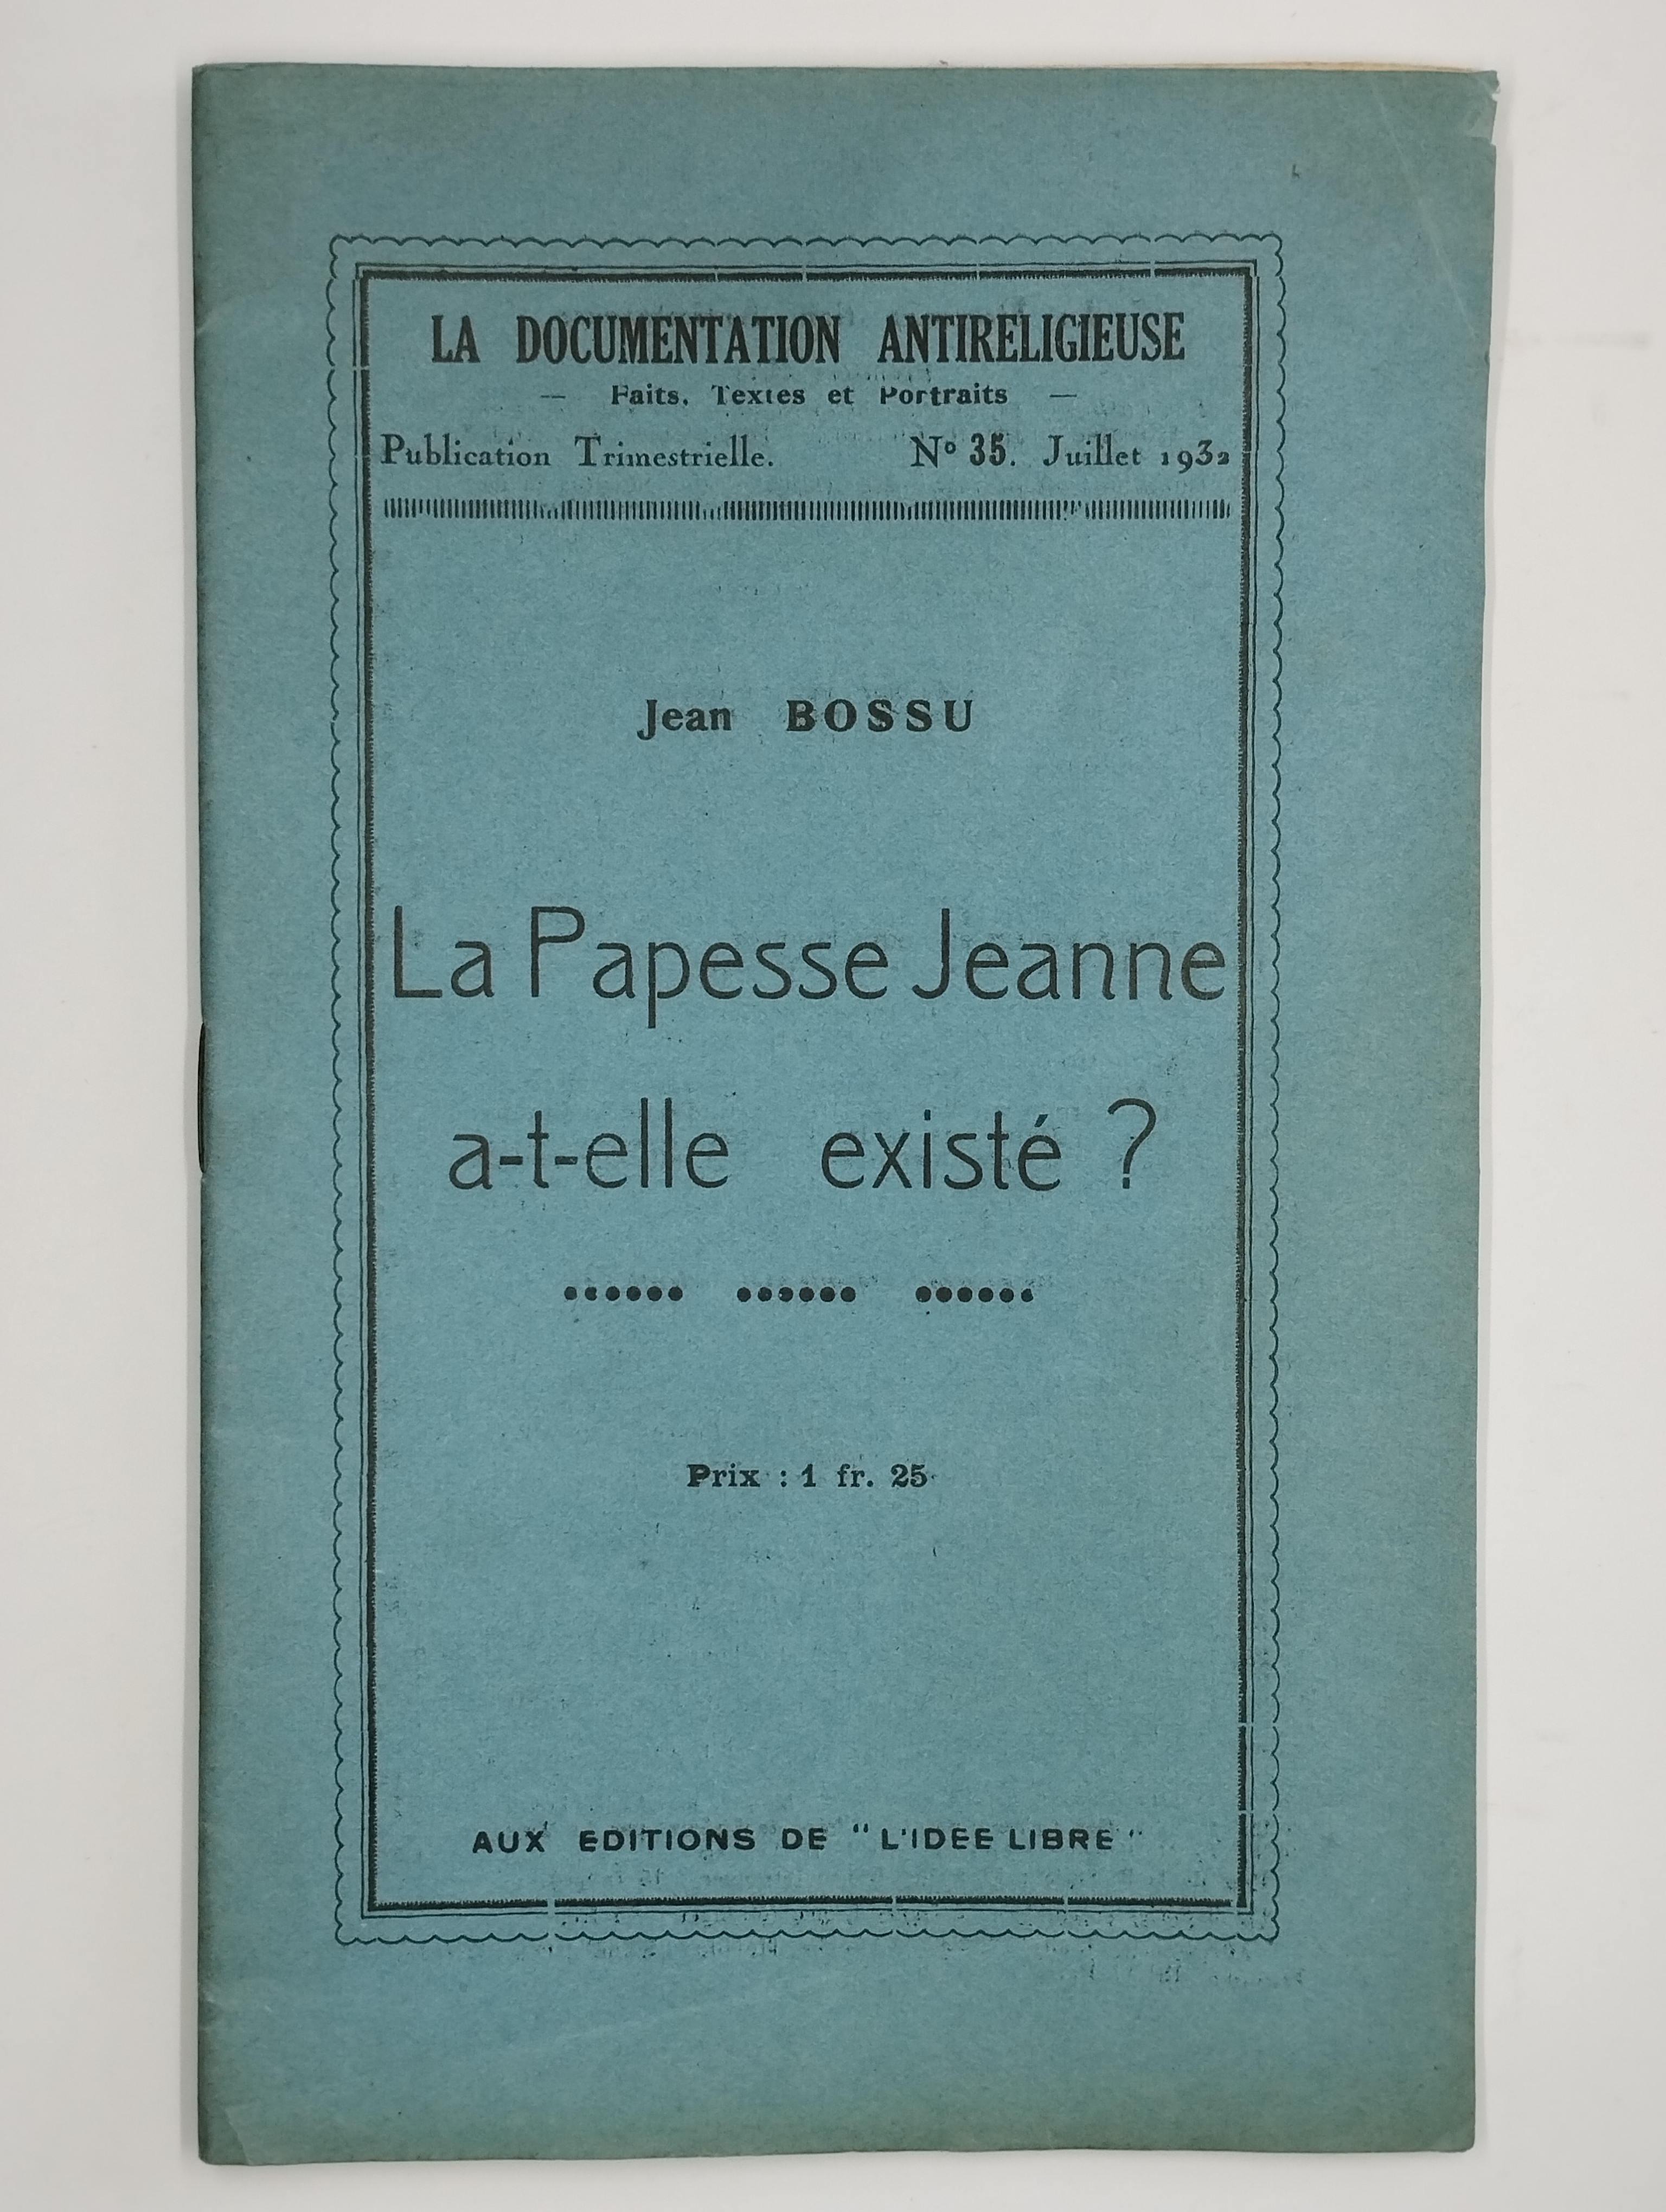 LA DOCUMENTATION ANTIRELIGIEUSE
— Faits, Textes et Portraits —
Publication Trimestrielle. Nº 35. Juillet 1932
Jean BOSSU
La Papesse Jeanne
a-t-elle existé ?
Prix : 1 fr. 25
AUX EDITIONS DE "L'IDEE LIBRE"